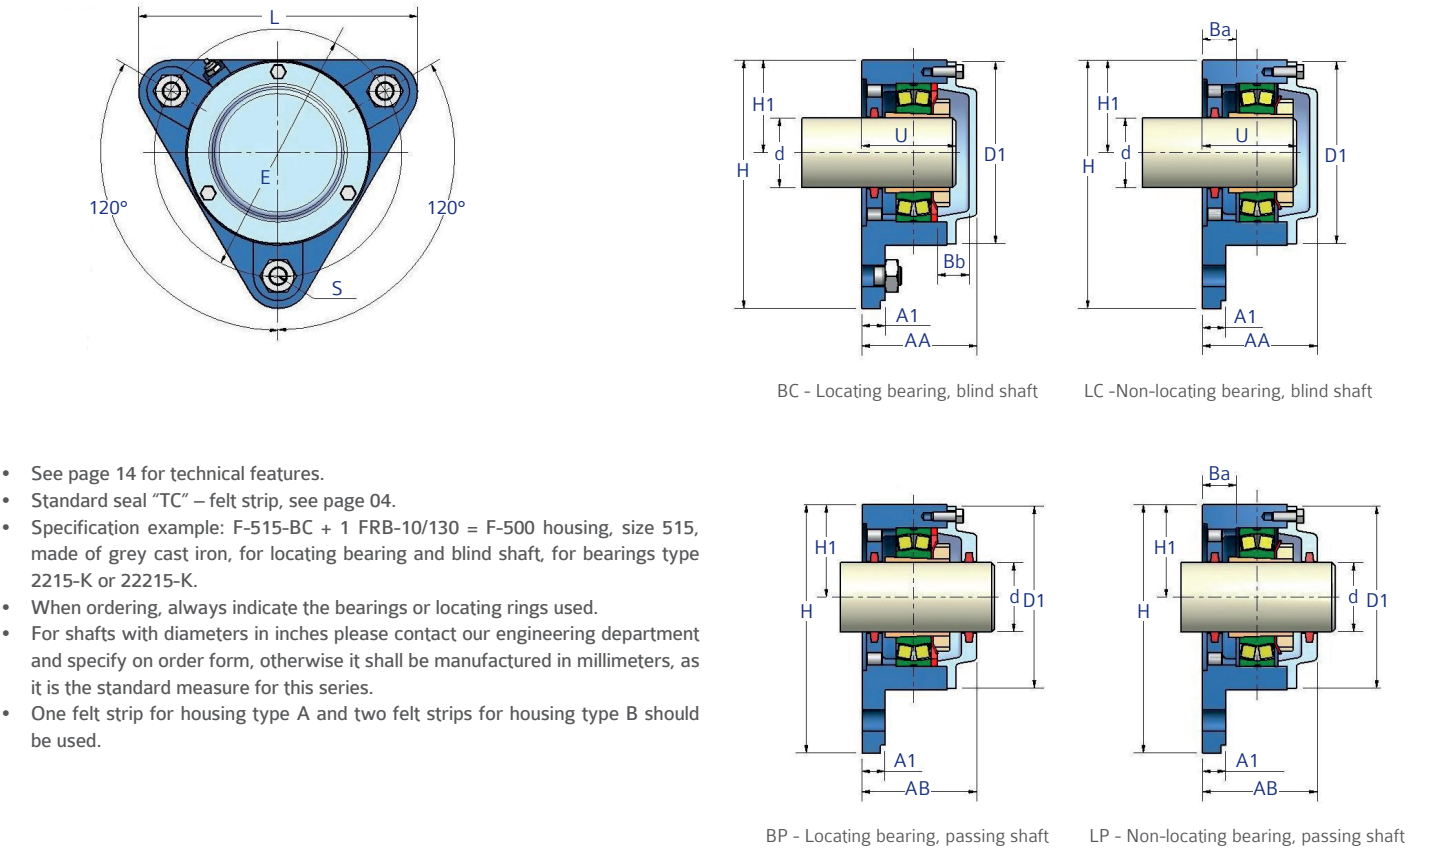 L
E
120º
120º
S
H1
H
d
U
D1
Bb
A1
AA
BC - Locating bearing, blind shaft
Ba
H1
H
d
U
D1
A1
AA
LC -Non-locating bearing, blind shaft
• See page 14 for technical features.
• Standard seal “TC” – felt strip, see page 04.
• Specification example: F-515-BC + 1 FRB-10/130 = F-500 housing, size 515,
made of grey cast iron, for locating bearing and blind shaft, for bearings type
2215-K or 22215-K.
• When ordering, always indicate the bearings or locating rings used.
• For shafts with diameters in inches please contact our engineering department
and specify on order form, otherwise it shall be manufactured in millimeters, as
it is the standard measure for this series.
• One felt strip for housing type A and two felt strips for housing type B should
be used.
H1
H
d
D1
A1
AB
BP - Locating bearing, passing shaft
Ba
H1
H
d
D1
A1
AB
LP - Non-locating bearing, passing shaft